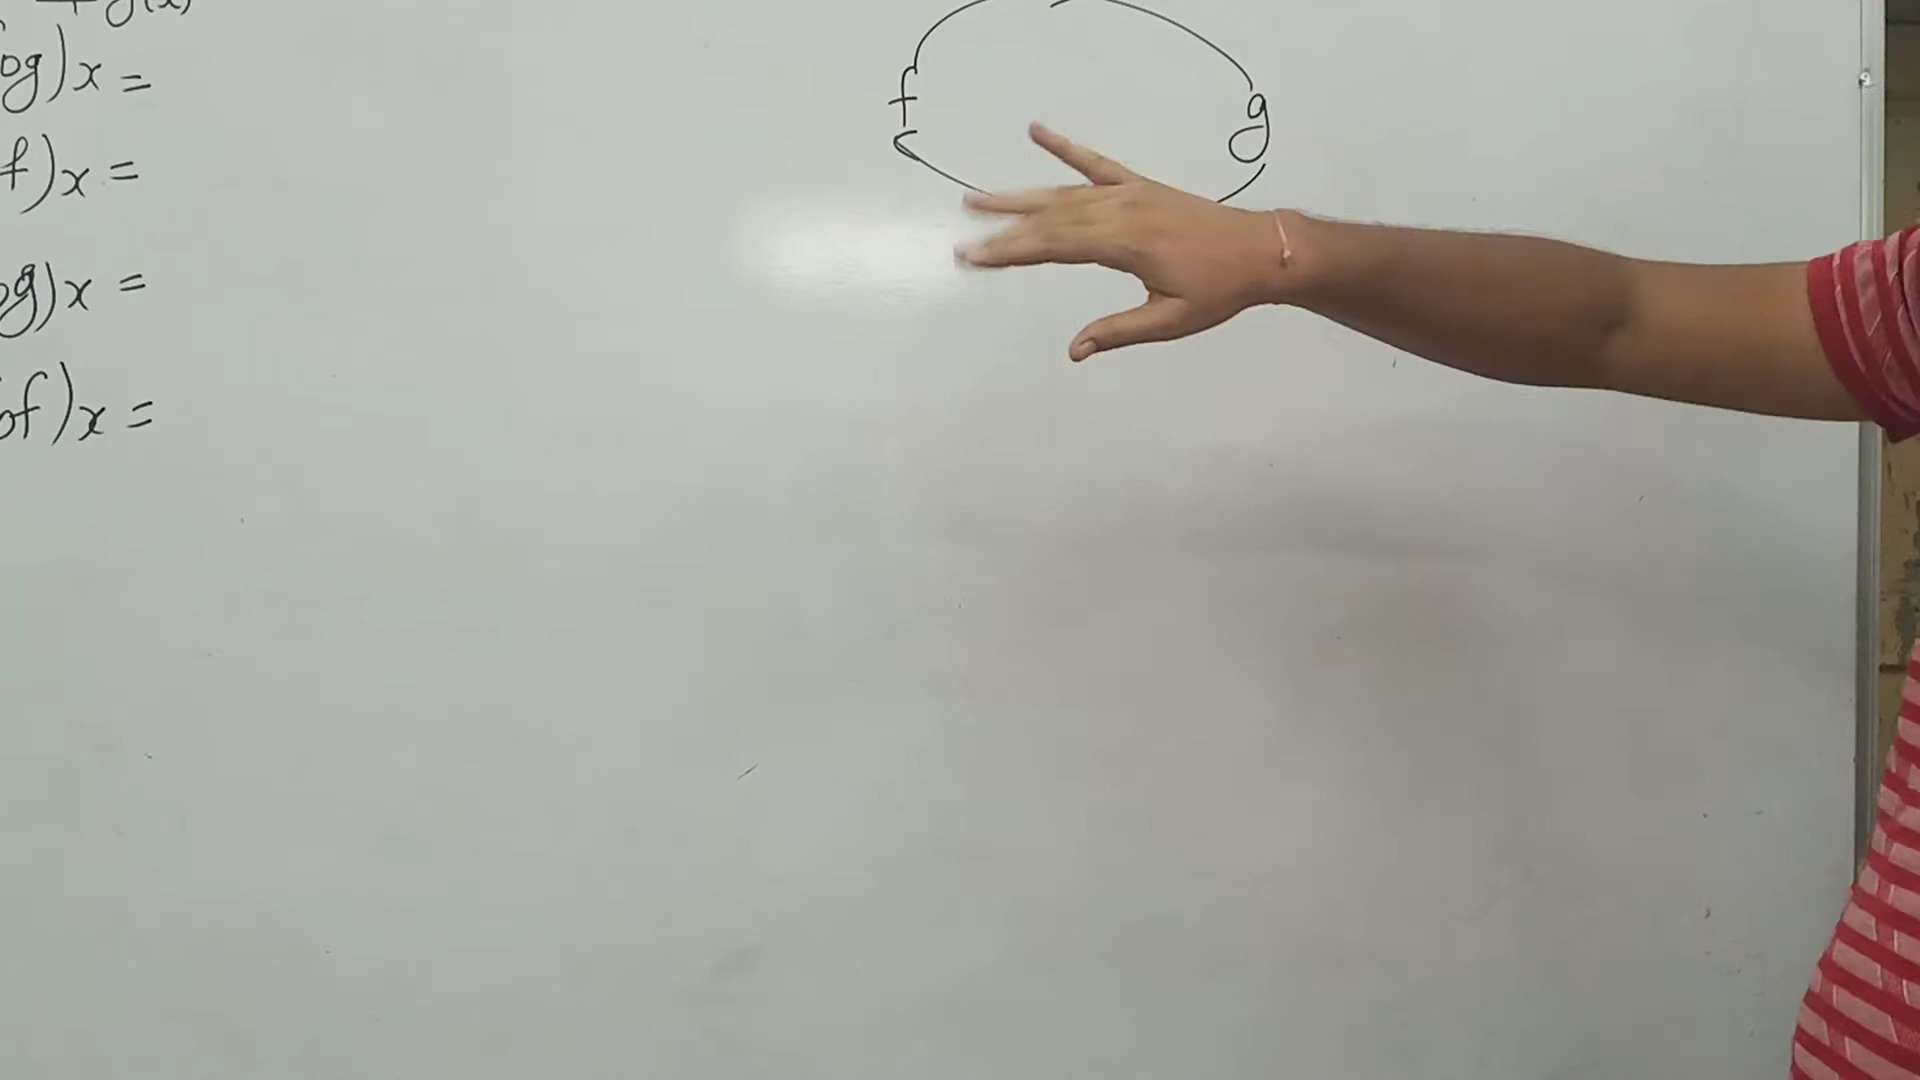 g(x)
og)x =
f)x =
og)x =
of)x =
f
g